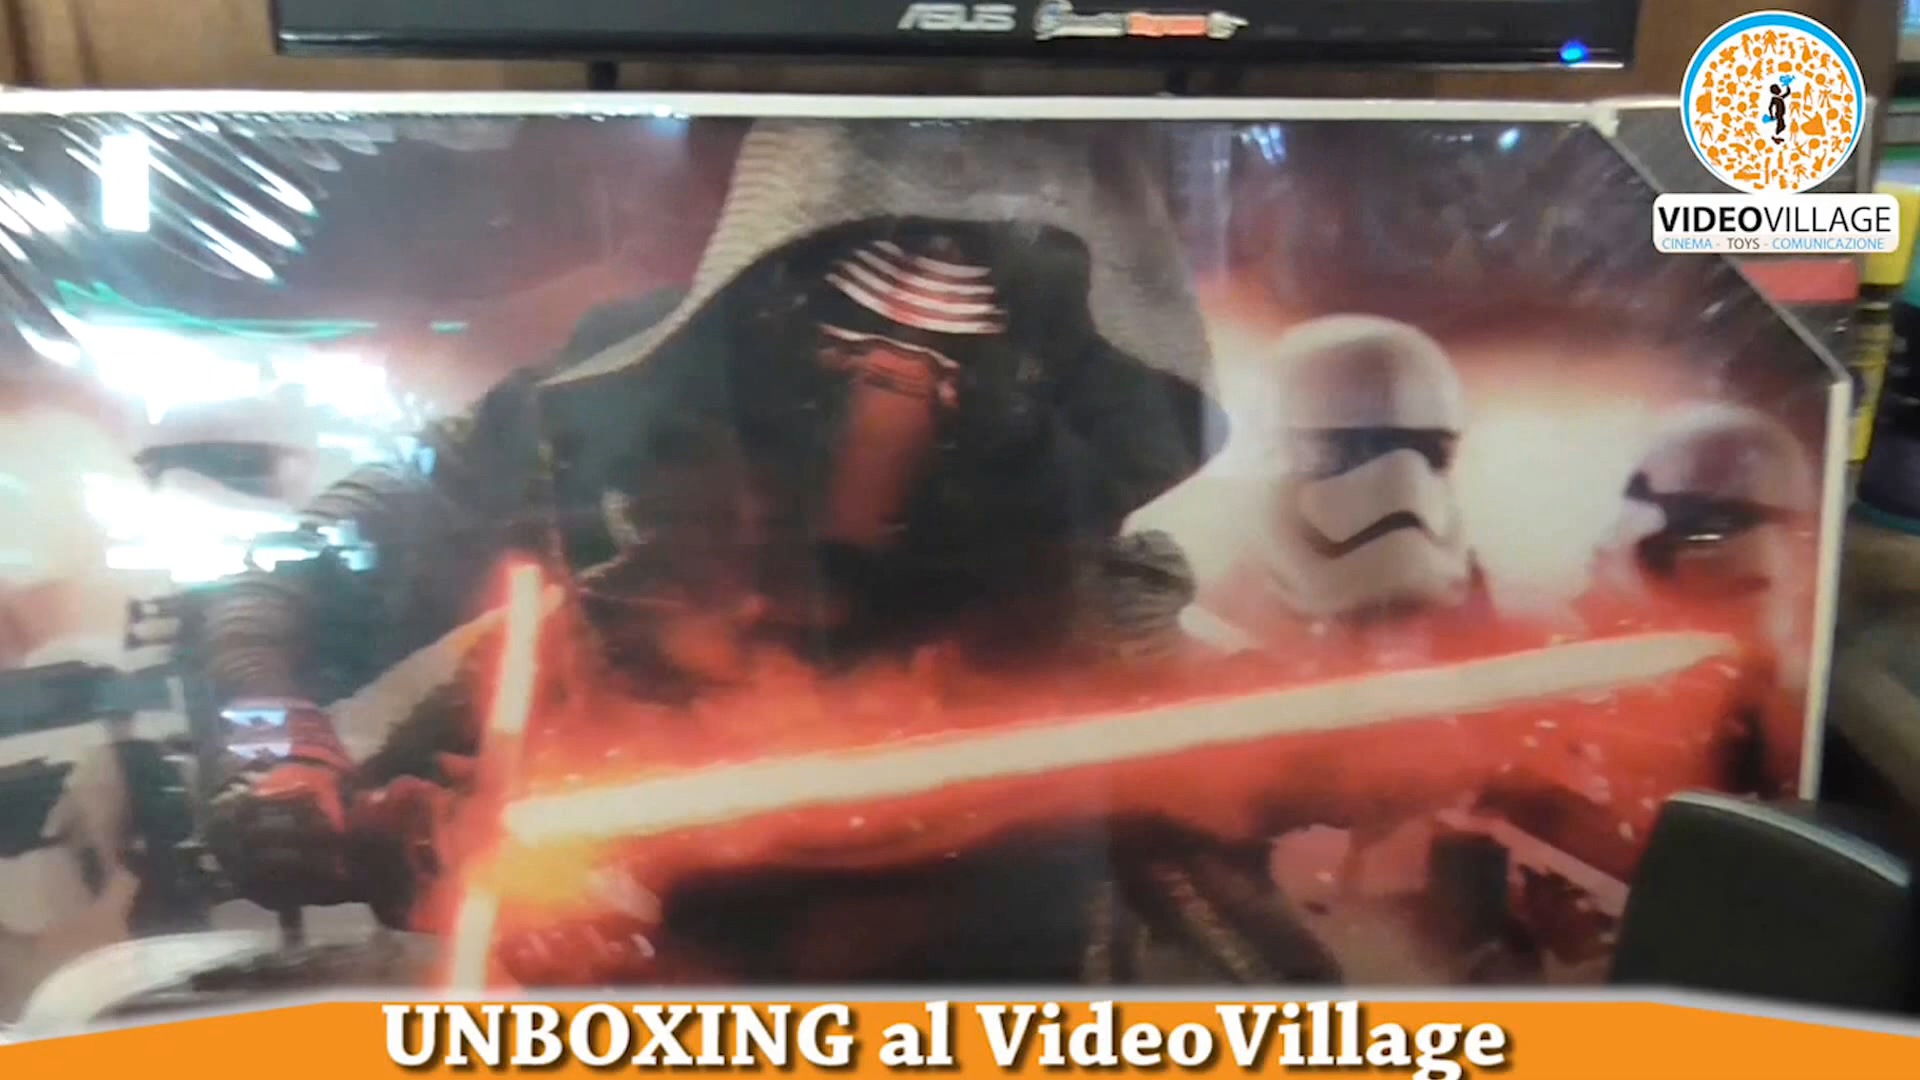 ASUS
VIDEOVILLAGE
CINEMA - TOYS - COMUNICAZIONE
UNBOXING al VideoVillage